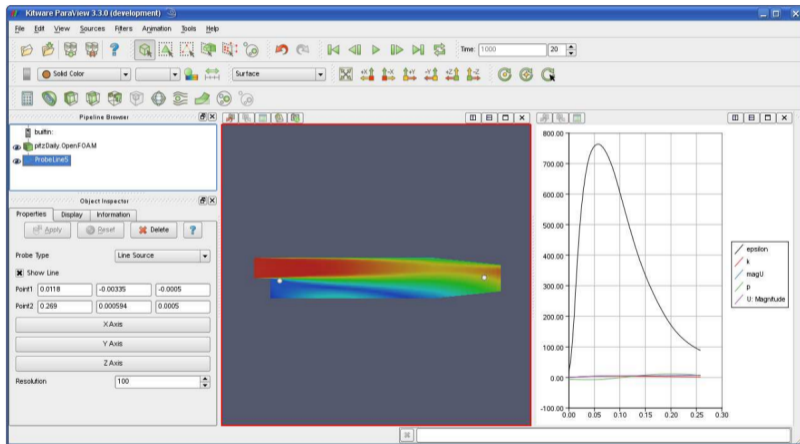 Kitware ParaView 3.3.0 (development)
File Edit View Sources Filters Animation Tools Help
Time: 1000 20
Solid Color Surface +X -X +Y -Y +Z -Z
Pipeline Browser
builtin:
pitzDaily.OpenFOAM
ProbeLine5
Object Inspector
Properties Display Information
Apply Reset Delete ?
Probe Type Line Source
Show Line
Point1 0.0118 -0.00335 -0.0005
Point2 0.269 0.000594 0.0005
X Axis
Y Axis
Z Axis
Resolution 100
800.00
700.00
600.00
500.00
400.00
300.00
200.00
100.00
0.00
-100.00
0.00 0.05 0.10 0.15 0.20 0.25 0.30
epsilon
k
magU
p
U: Magnitude